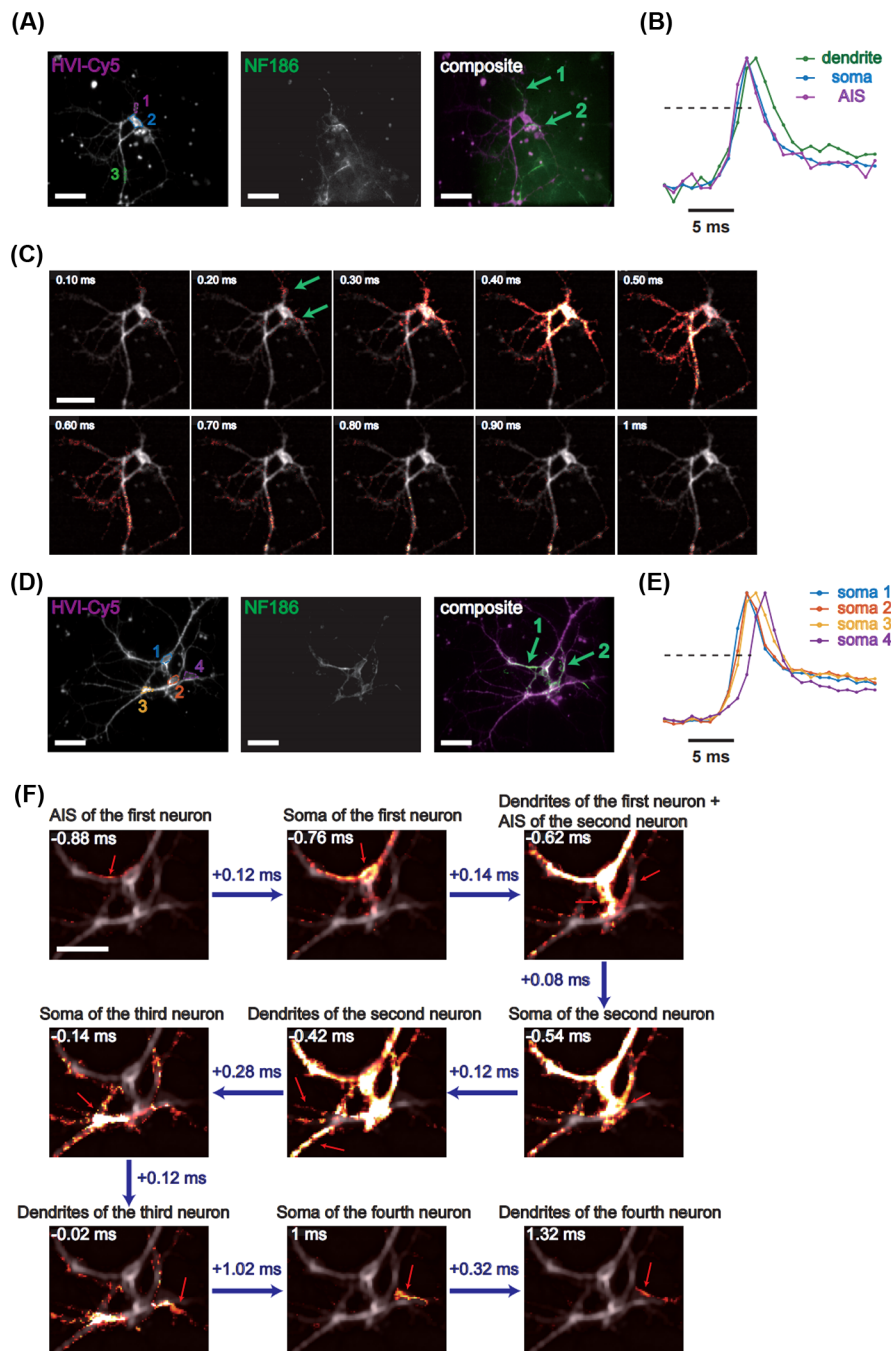 (A)
HVI-Cy5
1
2
3
NF186
composite
1
2
(B)
dendrite
soma
AIS
5 ms
(C)
0.10 ms
0.20 ms
0.30 ms
0.40 ms
0.50 ms
0.60 ms
0.70 ms
0.80 ms
0.90 ms
1 ms
(D)
HVI-Cy5
1
2
3
4
NF186
composite
1
2
(E)
soma 1
soma 2
soma 3
soma 4
5 ms
(F)
AIS of the first neuron
-0.88 ms
+0.12 ms
Soma of the first neuron
-0.76 ms
+0.14 ms
Dendrites of the first neuron +
AIS of the second neuron
-0.62 ms
+0.08 ms
Soma of the third neuron
-0.14 ms
+0.28 ms
Dendrites of the second neuron
-0.42 ms
+0.12 ms
Soma of the second neuron
-0.54 ms
+0.12 ms
Dendrites of the third neuron
-0.02 ms
+1.02 ms
Soma of the fourth neuron
1 ms
+0.32 ms
Dendrites of the fourth neuron
1.32 ms